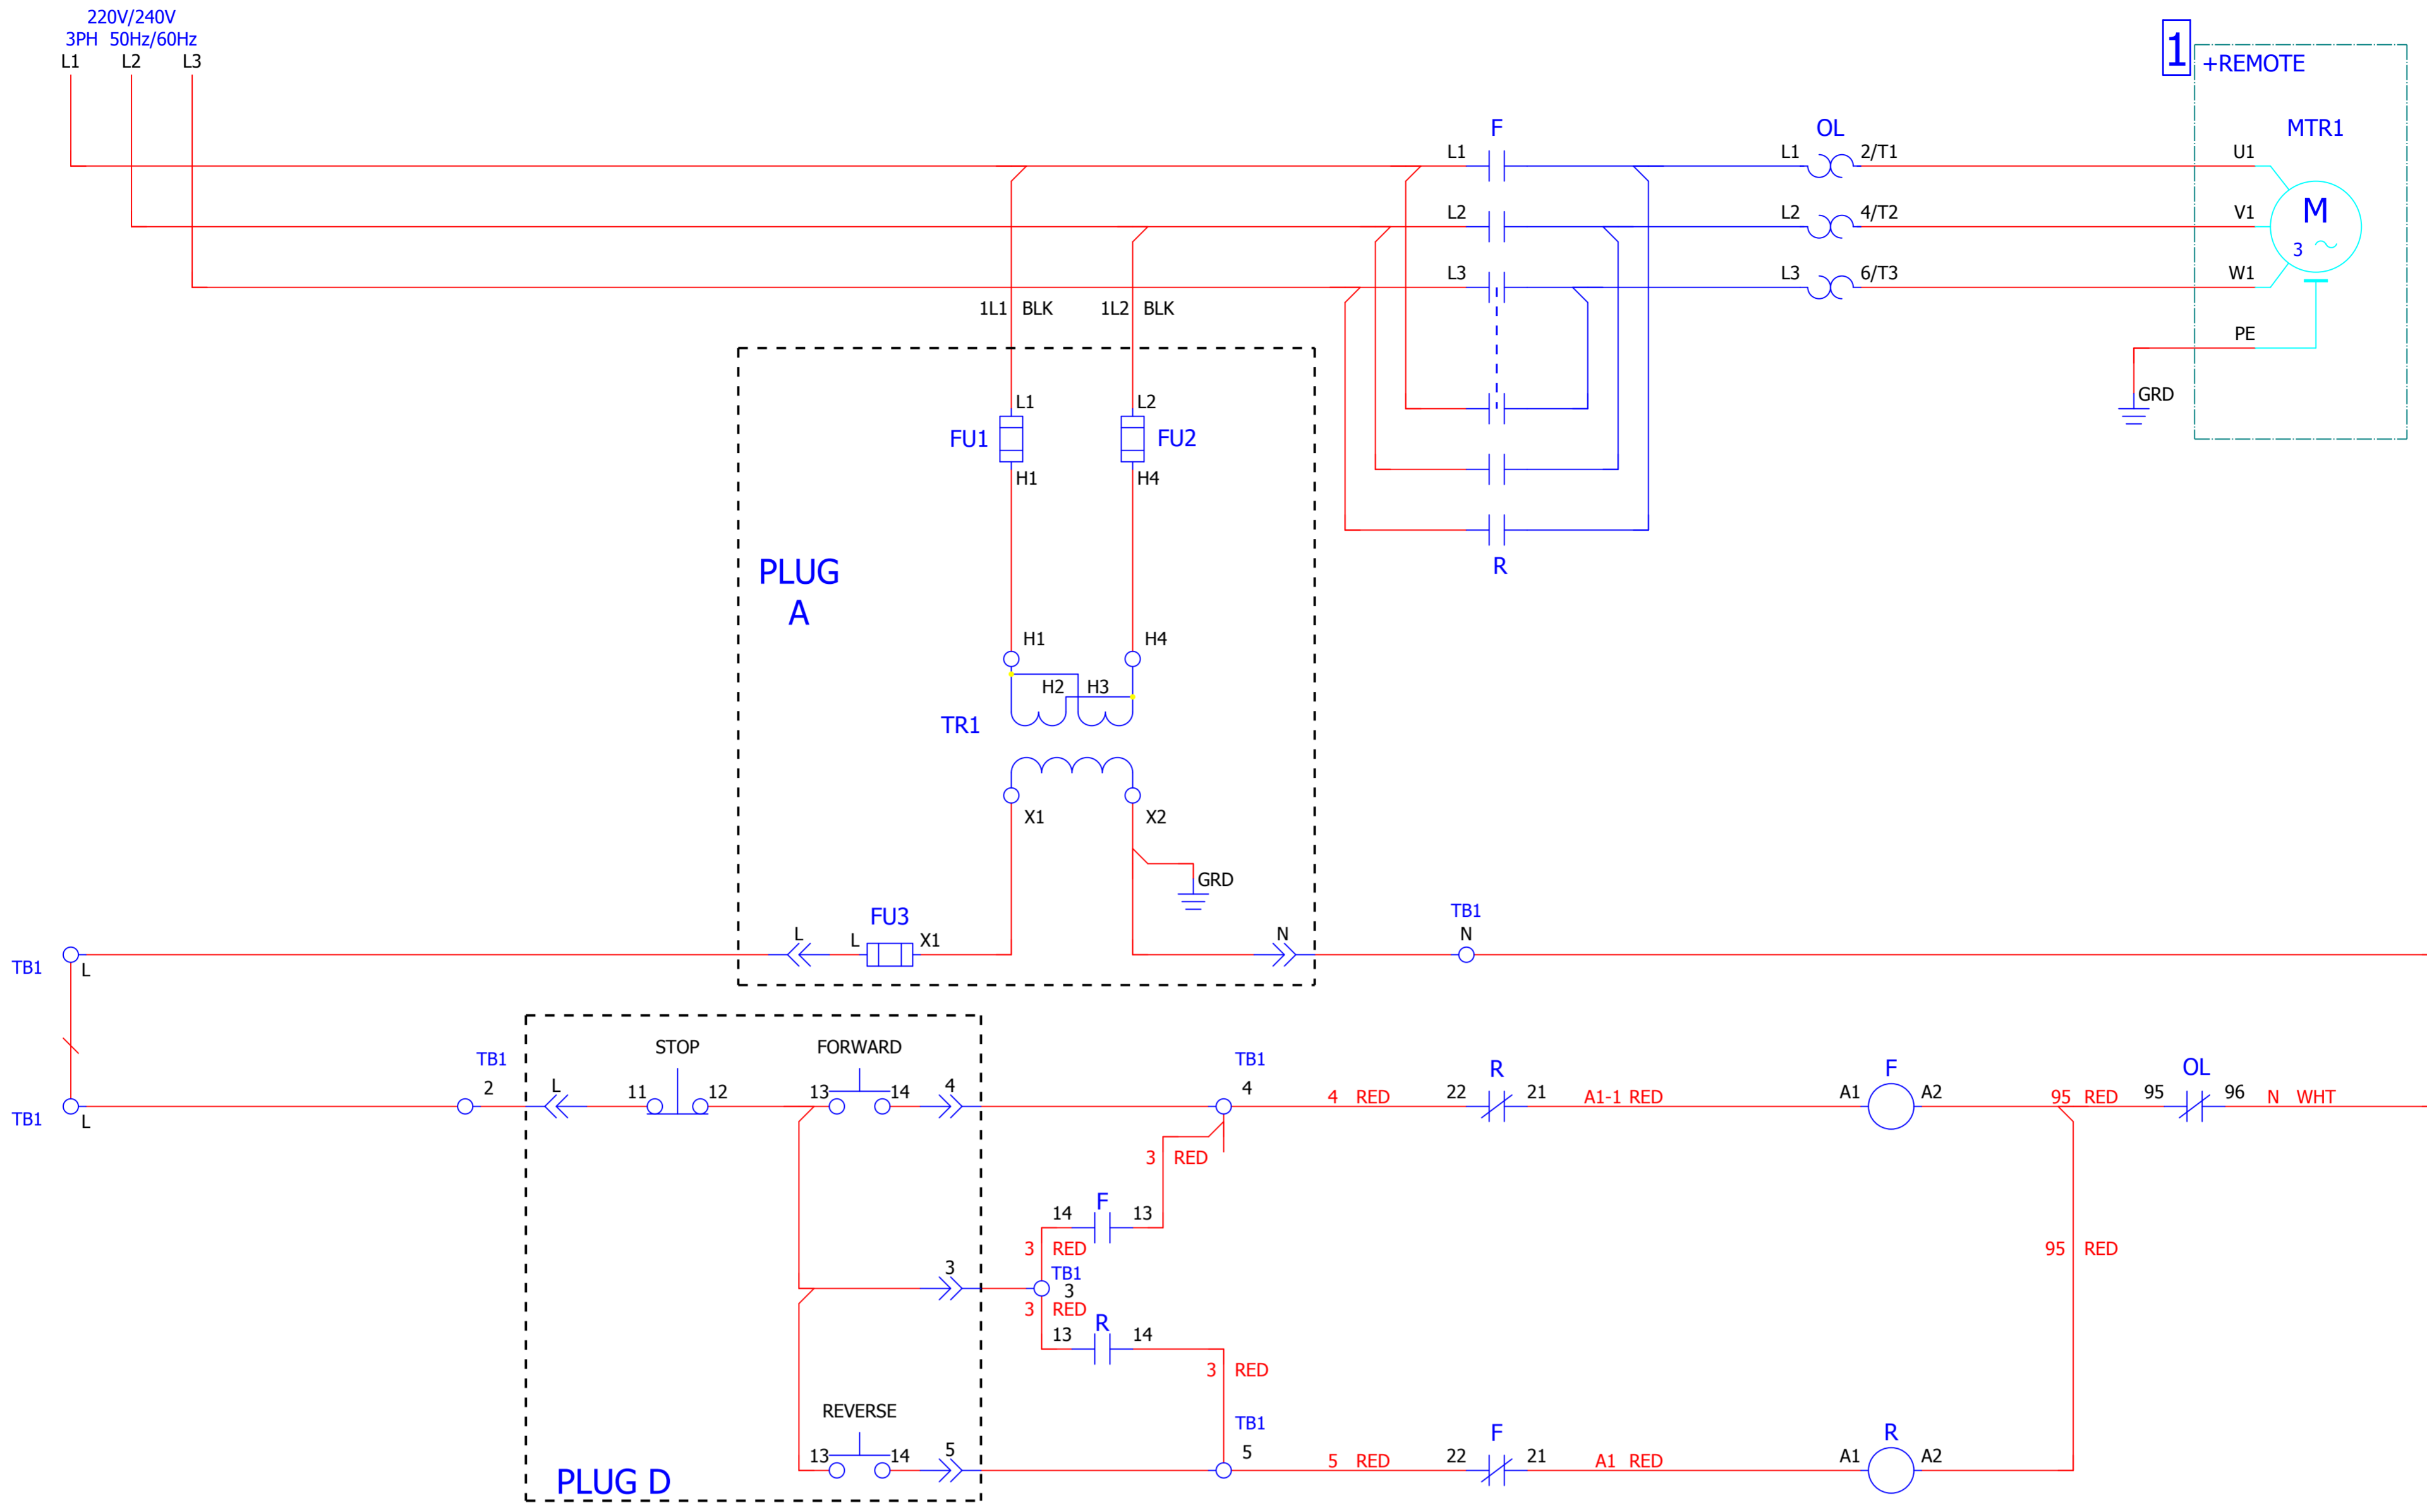 220V/240V
3PH 50Hz/60Hz
L1 L2 L3
1
+REMOTE
F OL MTR1
L1 L1 2/T1 U1
L2 L2 4/T2 V1 M
3
L3 L3 6/T3 W1
1L1 BLK 1L2 BLK
PE
GRD
L1 L2
FU1 FU2
H1 H4
R
PLUG
A
H1 H4
H2 H3
TR1
X1 X2
GRD
FU3
L L X1 N
TB1
N
TB1 L
STOP FORWARD
TB1 TB1 R F OL
2 L 11 12 13 14 4 4
4 RED 22 21 A1-1 RED A1 A2 95 RED 95 96 N WHT
TB1 L
3 RED
F
14 13
3 RED
95 RED
3 TB1
3
3 RED
R
13 14
3 RED
REVERSE
TB1 F R
13 14 5 5
5 RED 22 21 A1 RED A1 A2
PLUG D